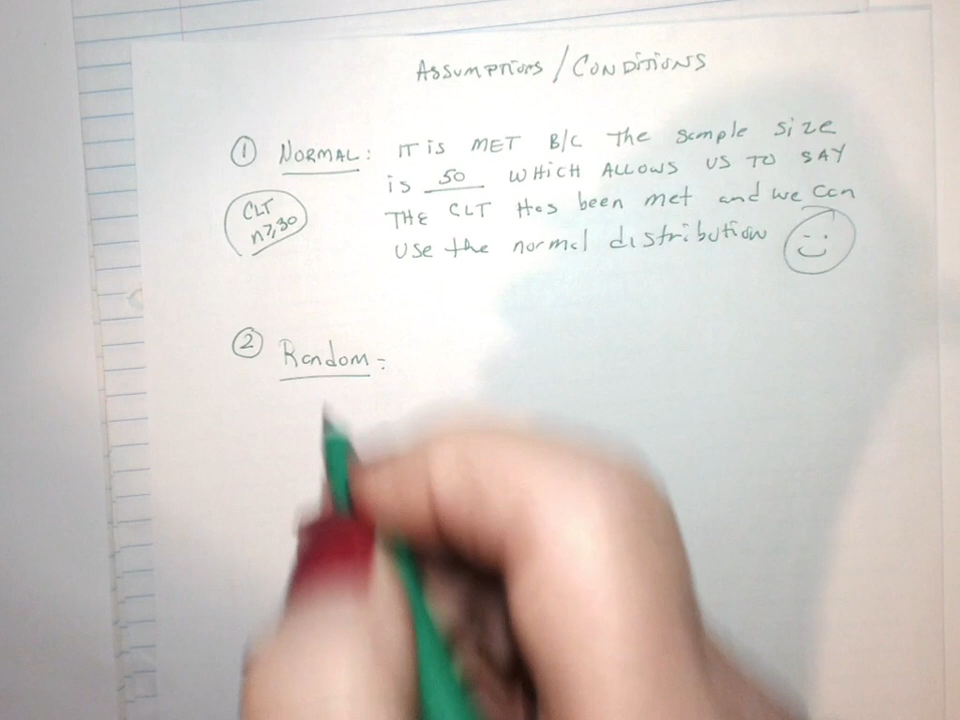 Assumptions / Conditions
① Normal: It is met b/c the sample size
is 50 which allows us to say
CLT
n≥30
the CLT has been met and we can
use the normal distribution
② Random: